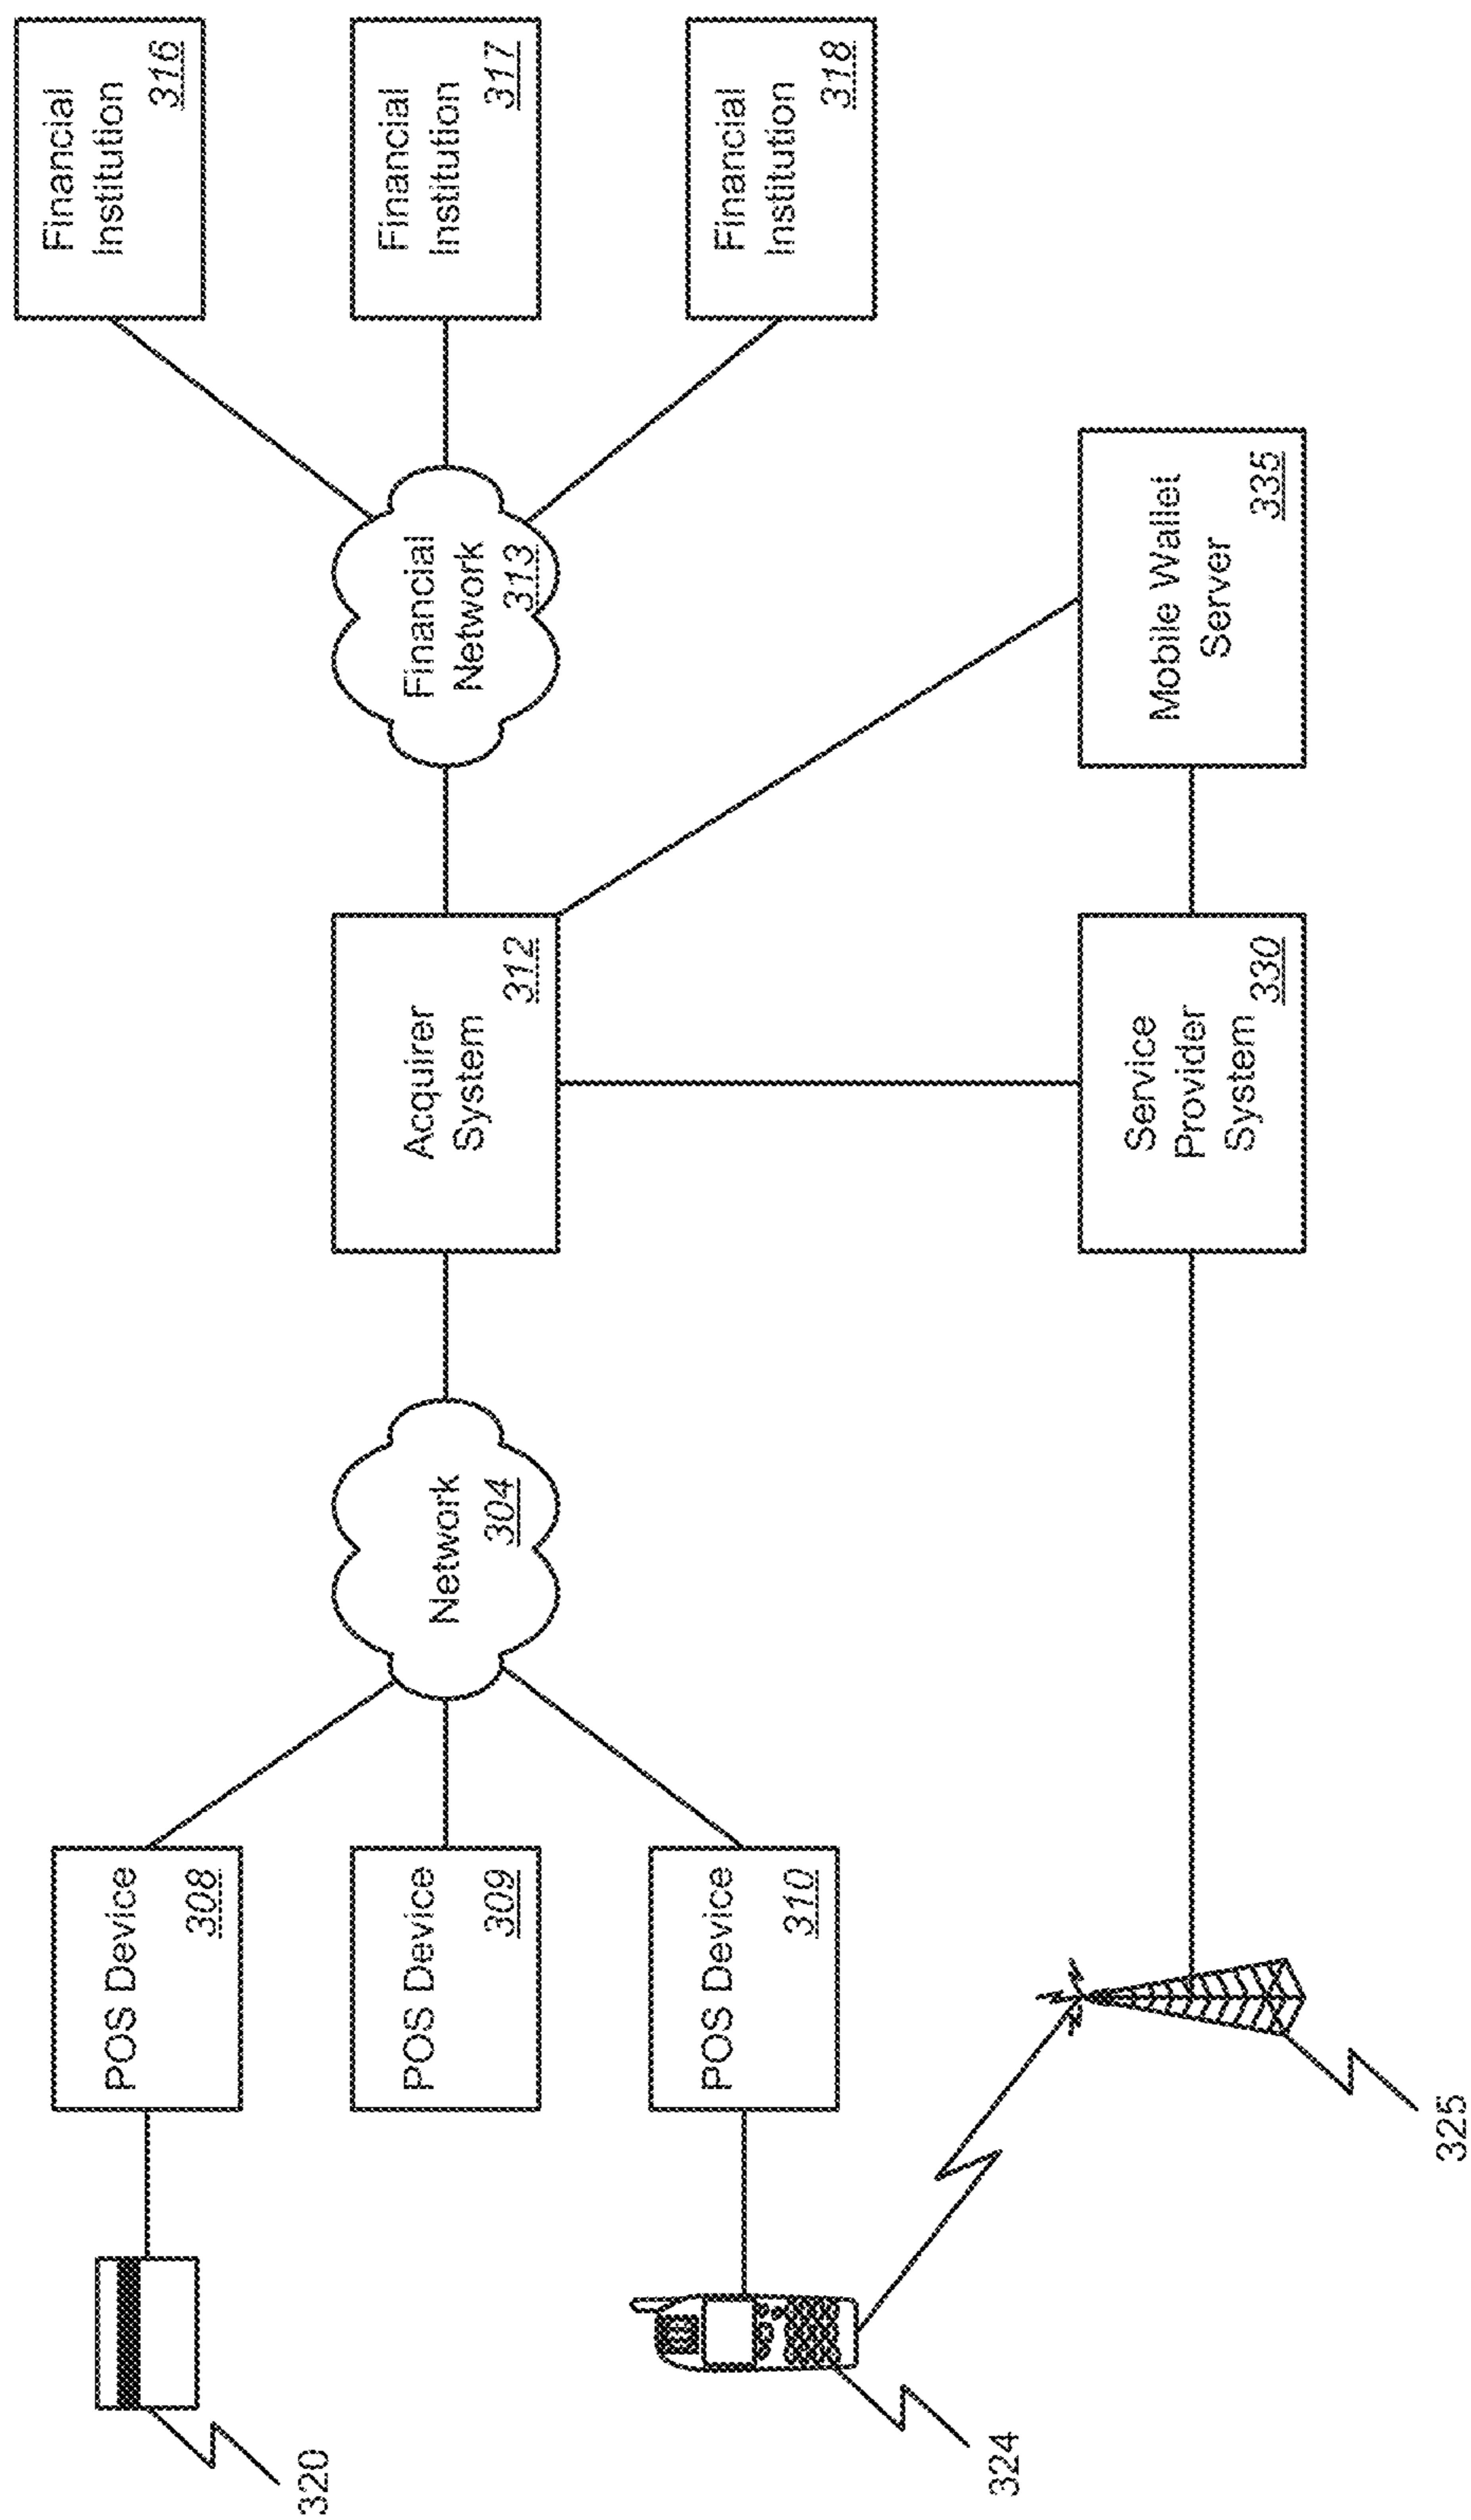 POS Device
308
POS Device
309
POS Device
310
320
324
325
Network
304
Acquirer
System
312
Service
Provider
System
330
Financial
Network
313
Mobile Wallet
Server
335
Financial
Institution
316
Financial
Institution
317
Financial
Institution
318